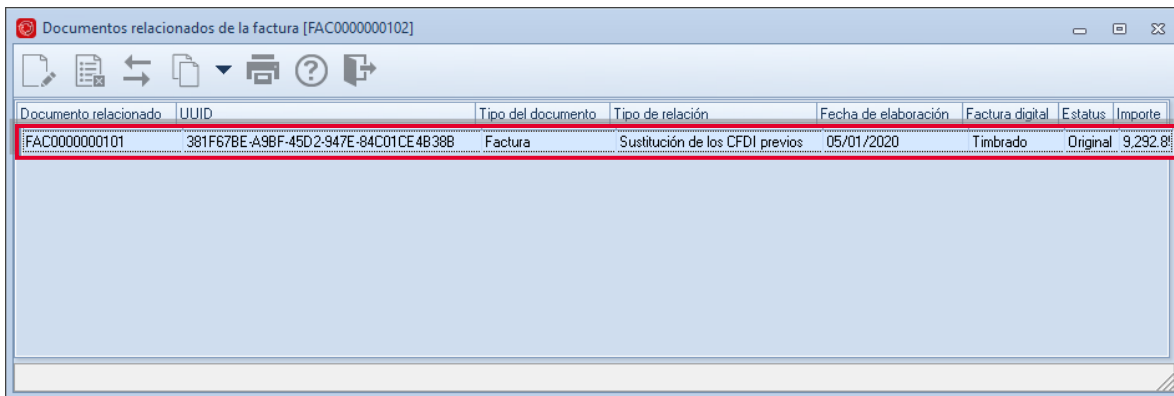 Documentos relacionados de la factura [FAC0000000102]
Documento relacionado UUID Tipo del documento Tipo de relación Fecha de elaboración Factura digital Estatus Importe
FAC0000000101 381F67BE-A9BF-45D2-947E-84C01CE4B38B Factura Sustitución de los CFDI previos 05/01/2020 Timbrado Original